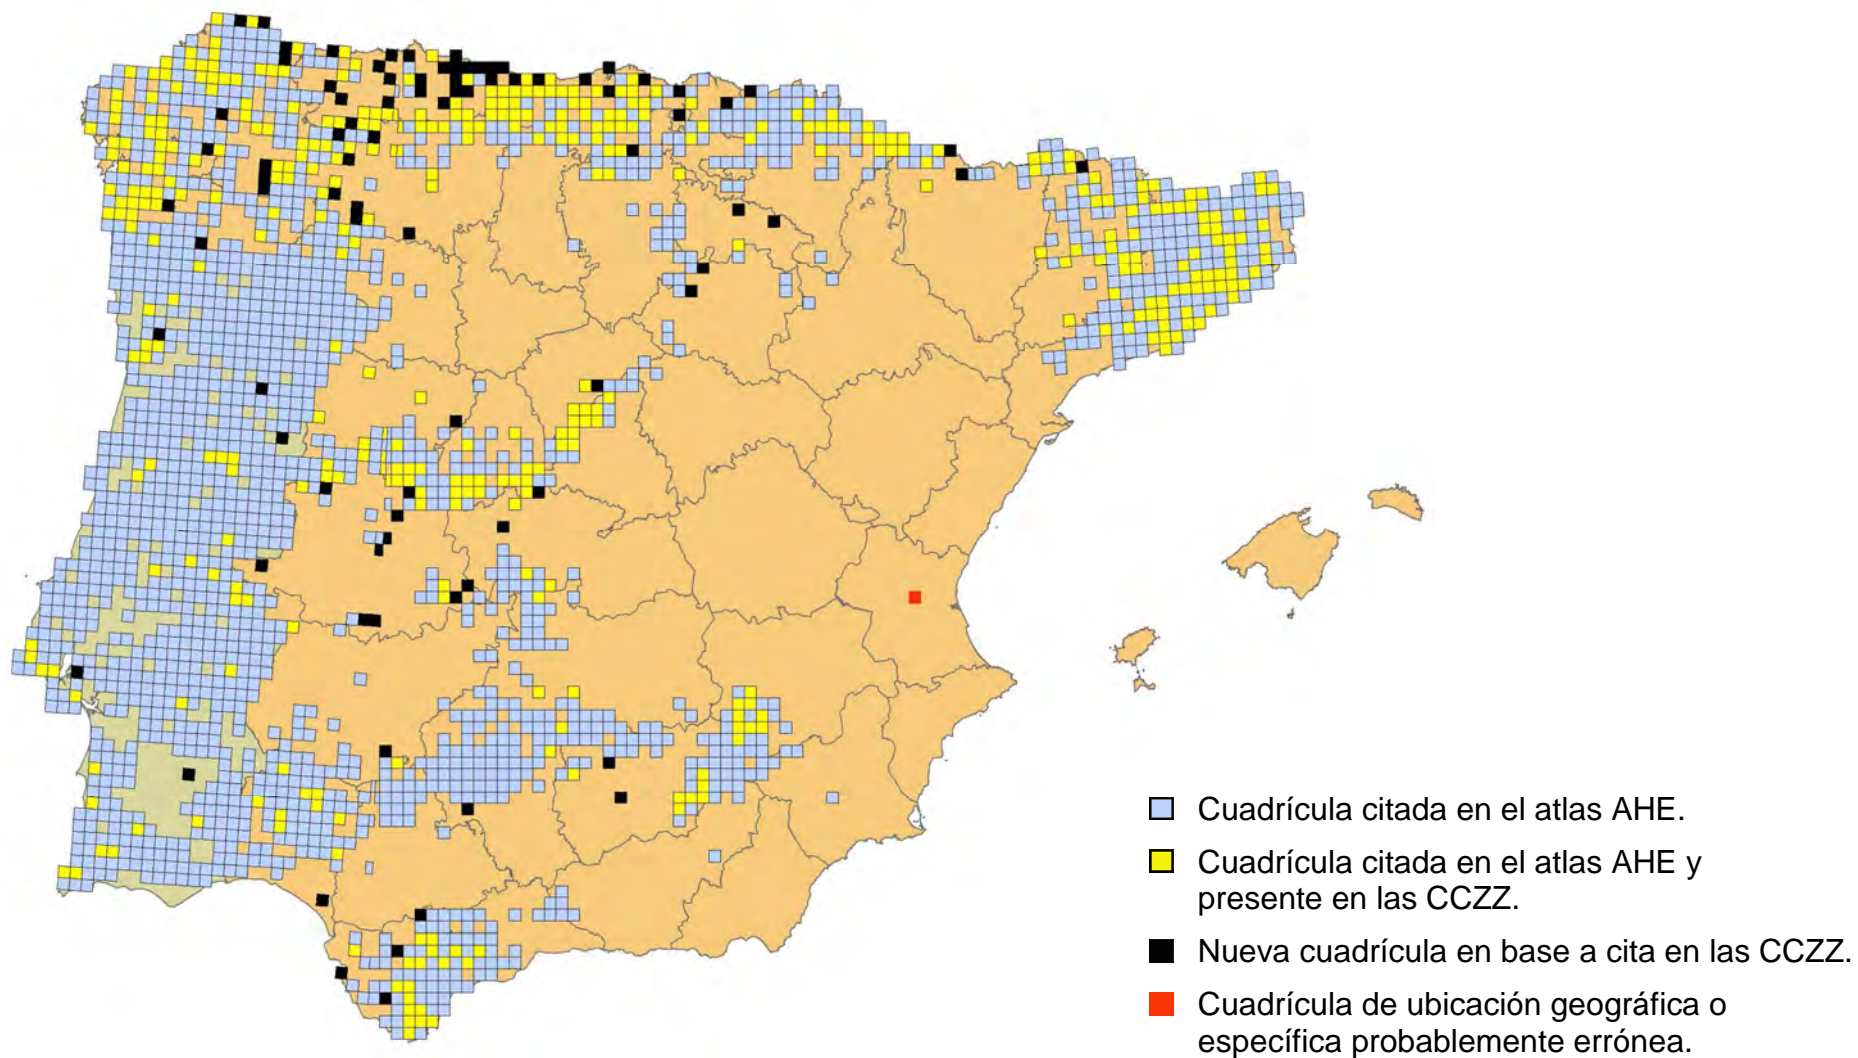 Cuadrícula citada en el atlas AHE.
Cuadrícula citada en el atlas AHE y
presente en las CCZZ.
Nueva cuadrícula en base a cita en las CCZZ.
Cuadrícula de ubicación geográfica o
específica probablemente errónea.